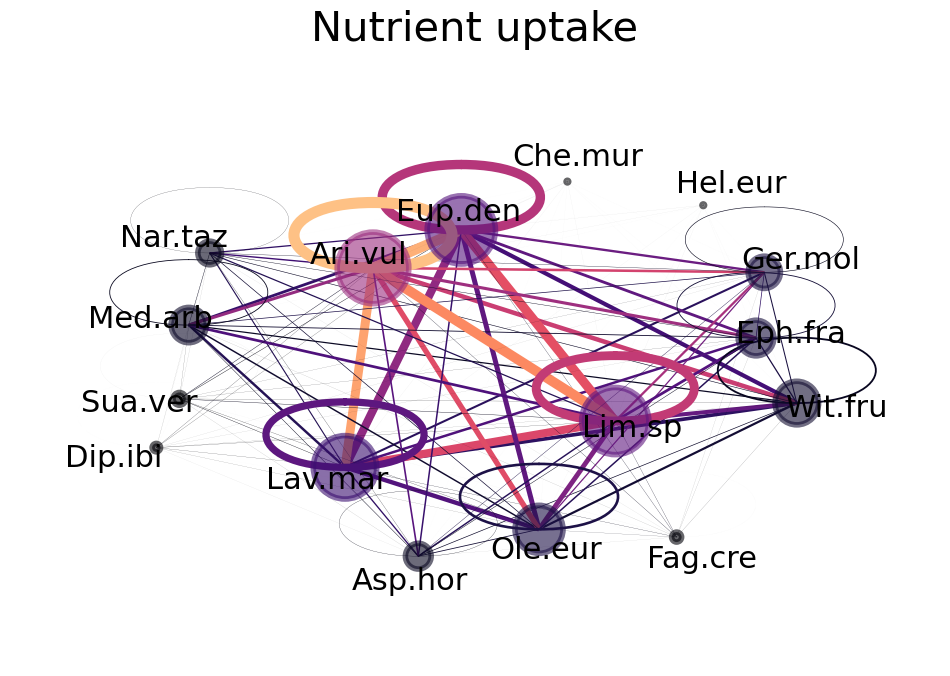 Nutrient uptake
Che.mur
Hel.eur
Eup.den
Nar.taz
Ari.vul
Ger.mol
Med.arb
Eph.fra
Sua.ver
Wit.fru
Lim.sp
Dip.ibi
Lav.mar
Ole.eur
Fag.cre
Asp.hor